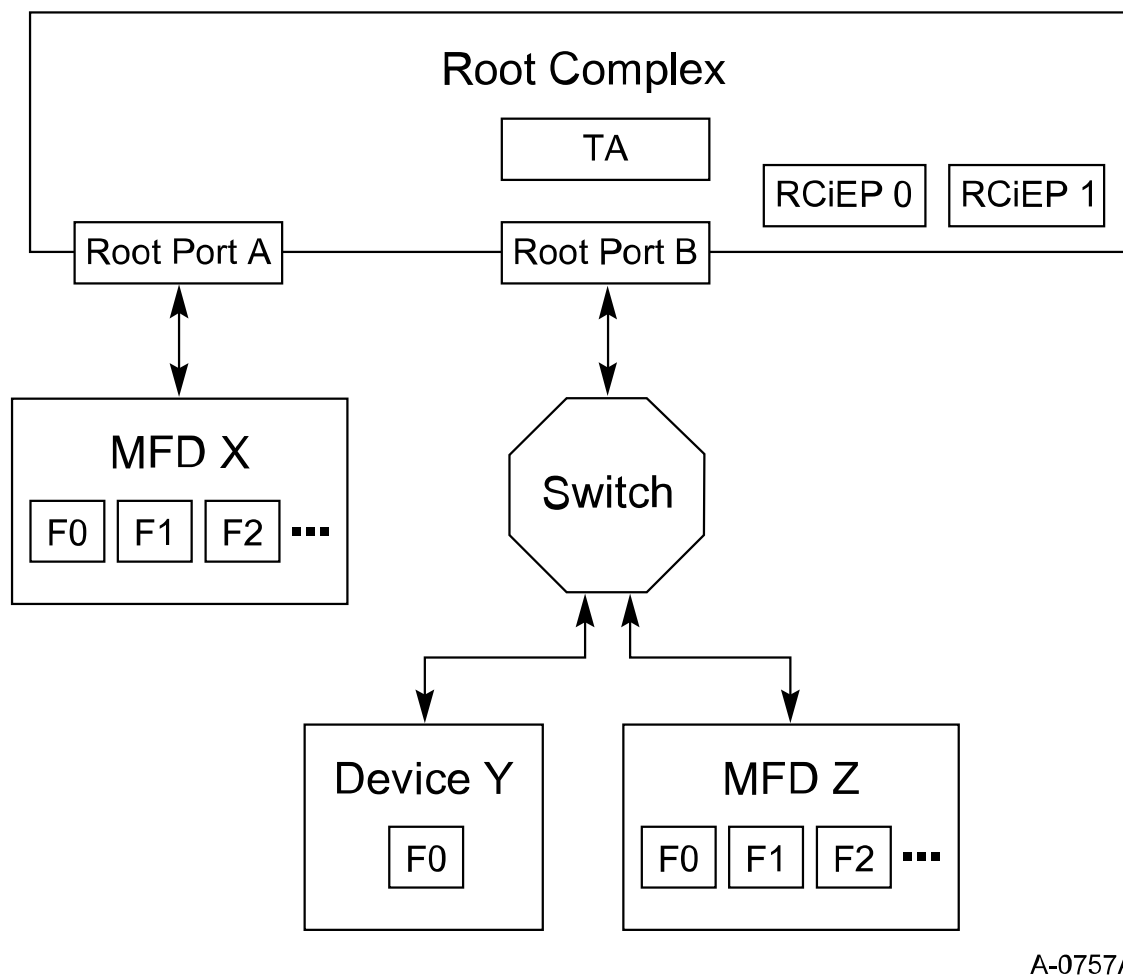 Root Complex
TA
RCiEP 0
RCiEP 1
Root Port A
Root Port B
MFD X
F0
F1
F2
Switch
Device Y
F0
MFD Z
F0
F1
F2
A-0757A